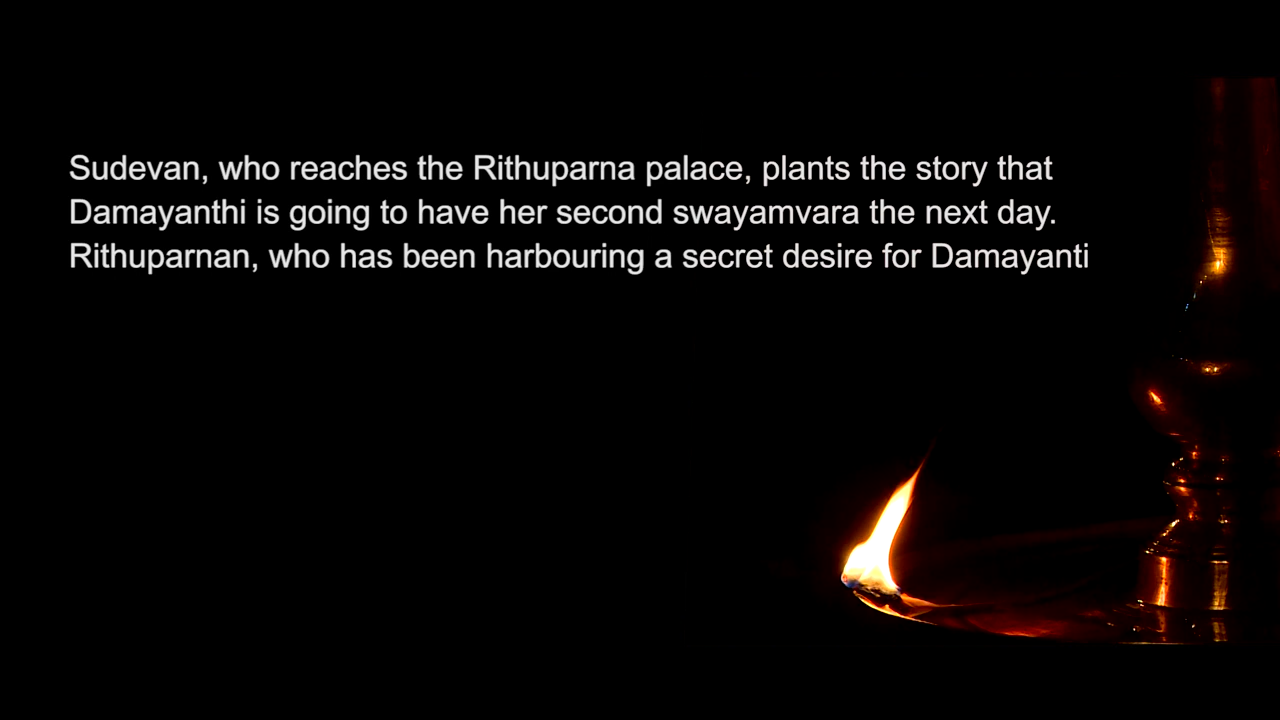 Sudevan, who reaches the Rithuparna palace, plants the story that
Damayanthi is going to have her second swayamvara the next day.
Rithuparnan, who has been harbouring a secret desire for Damayanti